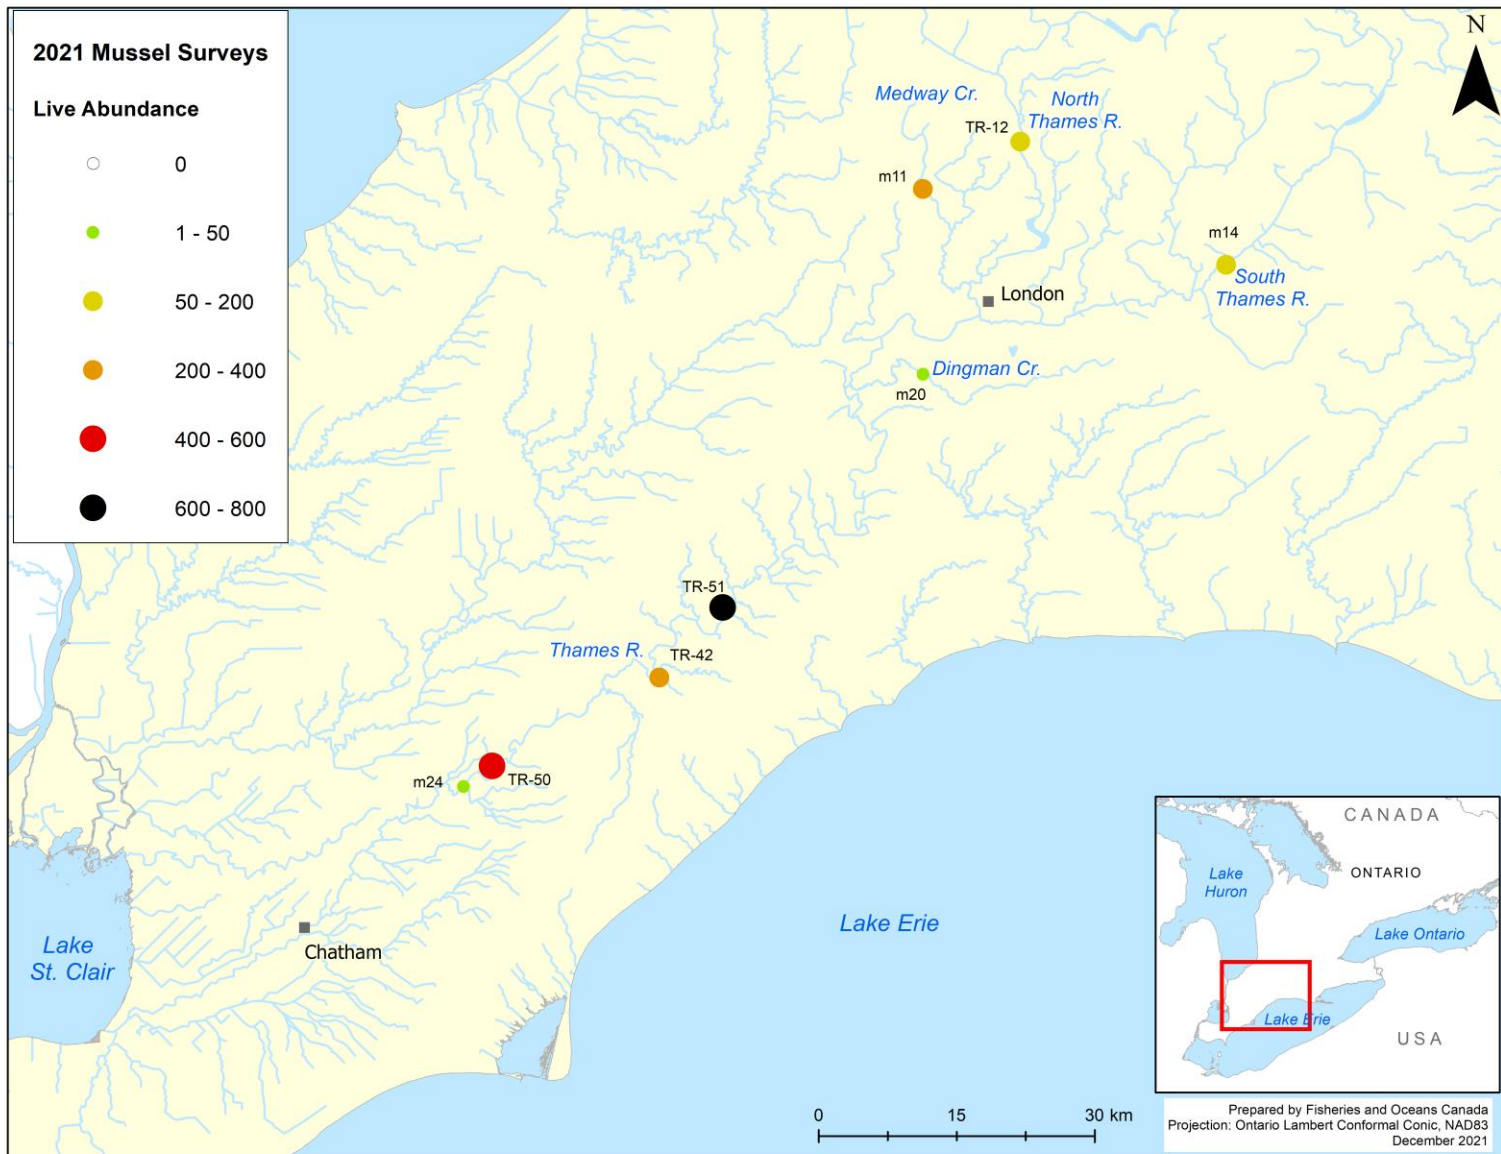 2021 Mussel Surveys
Live Abundance
0
1 - 50
50 - 200
200 - 400
400 - 600
600 - 800
N
Medway Cr.
North
Thames R.
TR-12
m11
m14
South
Thames R.
London
Dingman Cr.
m20
TR-51
Thames R.
TR-42
m24
TR-50
Chatham
Lake
St. Clair
Lake Erie
CANADA
ONTARIO
Lake
Huron
Lake Ontario
Lake Erie
USA
0 15 30 km
Prepared by Fisheries and Oceans Canada
Projection: Ontario Lambert Conformal Conic, NAD83
December 2021